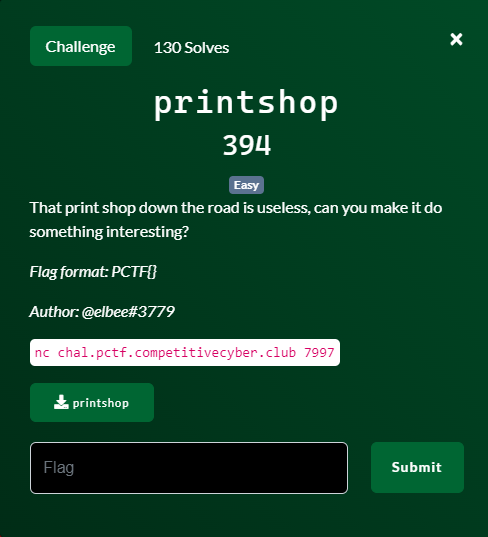 Challenge
130 Solves
×
printshop
394
Easy
That print shop down the road is useless, can you make it do
something interesting?
Flag format: PCTF{}
Author: @elbee#3779
nc chal.pctf.competitivecyber.club 7997
printshop
Flag
Submit